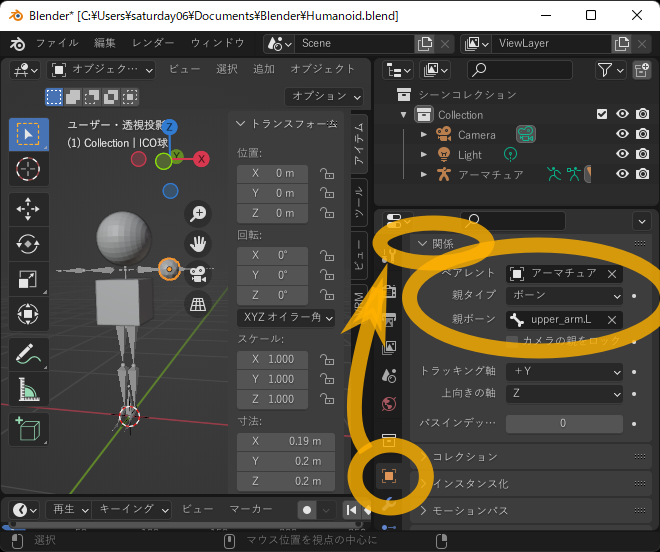 Blender* [C:¥Users¥saturday06¥Documents¥Blender¥Humanoid.blend]
ファイル 編集 レンダー ウィンドウ Scene ViewLayer
オブジェク… ビュー 選択 追加 オブジェクト
オプション
シーンコレクション
Collection
Camera
Light
アーマチュア
ユーザー・透視投影
(1) Collection | ICO球
Z
Y
X
トランスフォーム
位置:
X 0 m
Y 0 m
Z 0 m
回転:
X 0°
Y 0°
Z 0°
XYZ オイラー角
スケール:
X 1.000
Y 1.000
Z 1.000
寸法:
X 0.19 m
Y 0.2 m
Z 0.2 m
アイテム
ツール
ビュー
関係
ペアレント アーマチュア
親タイプ ボーン
親ボーン upper_arm.L
カメラの親をロック
トラッキング軸 +Y
上向きの軸 Z
パスインデッ… 0
コレクション
インスタンス化
モーションパス
再生 キーイング ビュー マーカー
選択 マウス位置を視点の中心に